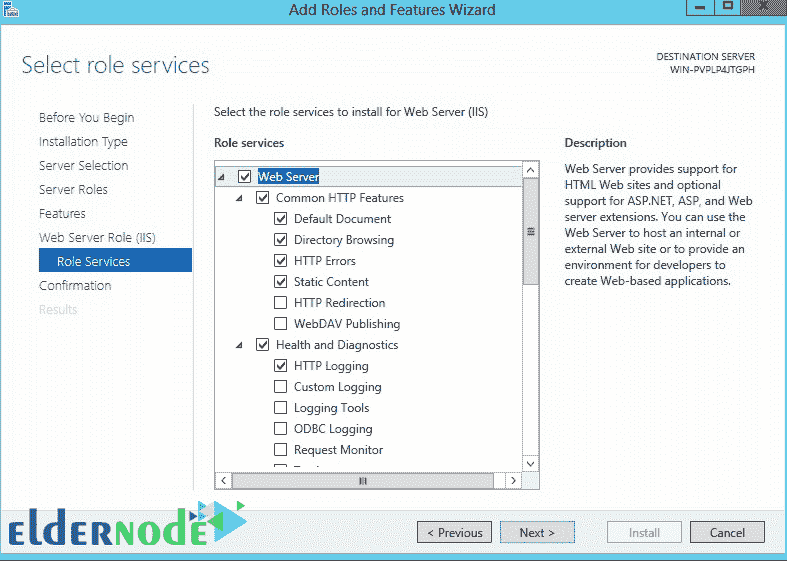 Add Roles and Features Wizard
Select role services
DESTINATION SERVER
WIN-PVPLP4JTGPH
Before You Begin
Installation Type
Server Selection
Server Roles
Features
Web Server Role (IIS)
Role Services
Confirmation
Results
Select the role services to install for Web Server (IIS)
Role services
Web Server
Common HTTP Features
Default Document
Directory Browsing
HTTP Errors
Static Content
HTTP Redirection
WebDAV Publishing
Health and Diagnostics
HTTP Logging
Custom Logging
Logging Tools
ODBC Logging
Request Monitor
Description
Web Server provides support for
HTML Web sites and optional
support for ASP.NET, ASP, and Web
server extensions. You can use the
Web Server to host an internal or
external Web site or to provide an
environment for developers to
create Web-based applications.
elderNODE
< Previous
Next >
Install
Cancel